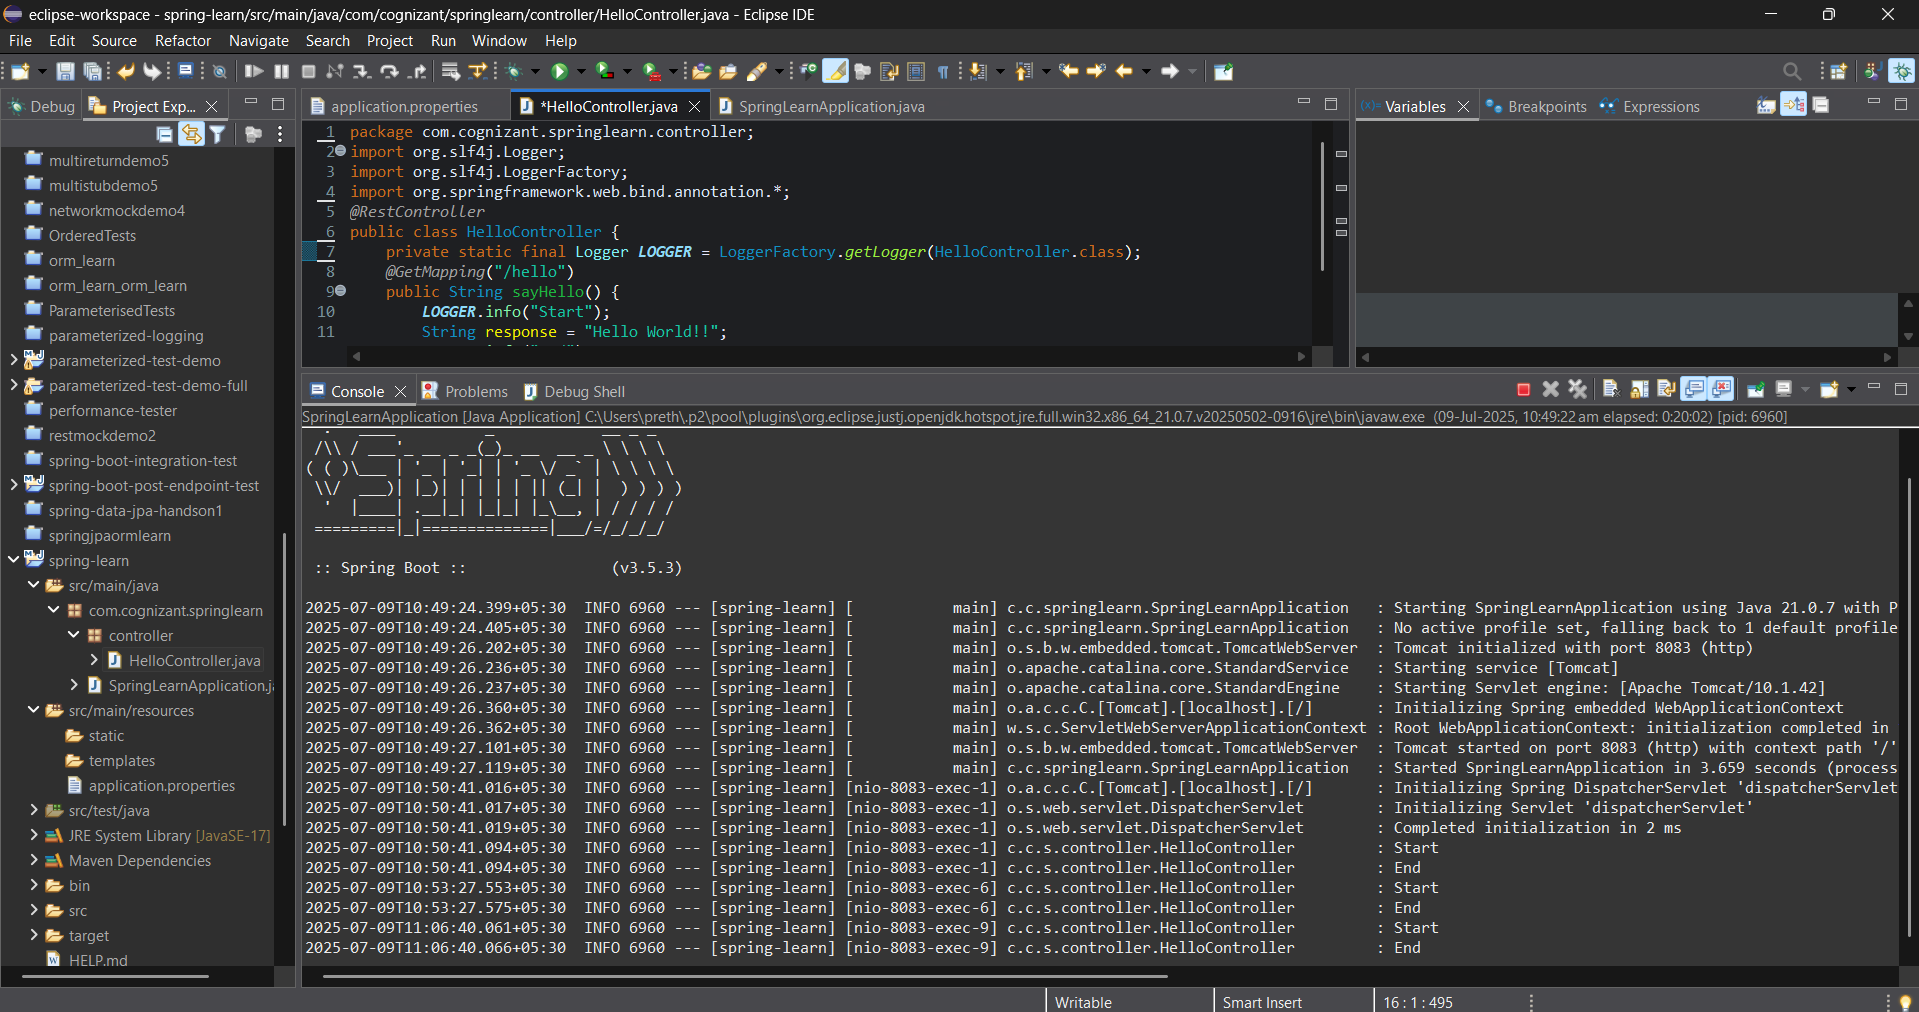 eclipse-workspace - spring-learn/src/main/java/com/cognizant/springlearn/controller/HelloController.java - Eclipse IDE
File Edit Source Refactor Navigate Search Project Run Window Help
Debug Project Exp...
multireturndemo5
multistubdemo5
networkmockdemo4
OrderedTests
orm_learn
orm_learn_orm_learn
ParameterisedTests
parameterized-logging
parameterized-test-demo
parameterized-test-demo-full
performance-tester
restmockdemo2
spring-boot-integration-test
spring-boot-post-endpoint-test
spring-data-jpa-handson1
springjpaormlearn
spring-learn
src/main/java
com.cognizant.springlearn
controller
HelloController.java
SpringLearnApplication.j
src/main/resources
static
templates
application.properties
src/test/java
JRE System Library [JavaSE-17]
Maven Dependencies
bin
src
target
HELP.md
application.properties *HelloController.java SpringLearnApplication.java
1 package com.cognizant.springlearn.controller;
2 import org.slf4j.Logger;
3 import org.slf4j.LoggerFactory;
4 import org.springframework.web.bind.annotation.*;
5 @RestController
6 public class HelloController {
7 private static final Logger LOGGER = LoggerFactory.getLogger(HelloController.class);
8 @GetMapping("/hello")
9 public String sayHello() {
10 LOGGER.info("Start");
11 String response = "Hello World!!";
Variables Breakpoints Expressions
Console Problems Debug Shell
SpringLearnApplication [Java Application] C:\Users\preth\.p2\pool\plugins\org.eclipse.justj.openjdk.hotspot.jre.full.win32.x86_64_21.0.7.v20250502-0916\jre\bin\javaw.exe (09-Jul-2025, 10:49:22 am elapsed: 0:20:02) [pid: 6960]
:: Spring Boot :: (v3.5.3)
2025-07-09T10:49:24.399+05:30 INFO 6960 --- [spring-learn] [ main] c.c.springlearn.SpringLearnApplication : Starting SpringLearnApplication using Java 21.0.7 with P
2025-07-09T10:49:24.405+05:30 INFO 6960 --- [spring-learn] [ main] c.c.springlearn.SpringLearnApplication : No active profile set, falling back to 1 default profile
2025-07-09T10:49:26.202+05:30 INFO 6960 --- [spring-learn] [ main] o.s.b.w.embedded.tomcat.TomcatWebServer : Tomcat initialized with port 8083 (http)
2025-07-09T10:49:26.236+05:30 INFO 6960 --- [spring-learn] [ main] o.apache.catalina.core.StandardService : Starting service [Tomcat]
2025-07-09T10:49:26.237+05:30 INFO 6960 --- [spring-learn] [ main] o.apache.catalina.core.StandardEngine : Starting Servlet engine: [Apache Tomcat/10.1.42]
2025-07-09T10:49:26.360+05:30 INFO 6960 --- [spring-learn] [ main] o.a.c.c.C.[Tomcat].[localhost].[/] : Initializing Spring embedded WebApplicationContext
2025-07-09T10:49:26.362+05:30 INFO 6960 --- [spring-learn] [ main] w.s.c.ServletWebServerApplicationContext : Root WebApplicationContext: initialization completed in
2025-07-09T10:49:27.101+05:30 INFO 6960 --- [spring-learn] [ main] o.s.b.w.embedded.tomcat.TomcatWebServer : Tomcat started on port 8083 (http) with context path '/'
2025-07-09T10:49:27.119+05:30 INFO 6960 --- [spring-learn] [ main] c.c.springlearn.SpringLearnApplication : Started SpringLearnApplication in 3.659 seconds (process
2025-07-09T10:50:41.016+05:30 INFO 6960 --- [spring-learn] [nio-8083-exec-1] o.a.c.c.C.[Tomcat].[localhost].[/] : Initializing Spring DispatcherServlet 'dispatcherServlet
2025-07-09T10:50:41.017+05:30 INFO 6960 --- [spring-learn] [nio-8083-exec-1] o.s.web.servlet.DispatcherServlet : Initializing Servlet 'dispatcherServlet'
2025-07-09T10:50:41.019+05:30 INFO 6960 --- [spring-learn] [nio-8083-exec-1] o.s.web.servlet.DispatcherServlet : Completed initialization in 2 ms
2025-07-09T10:50:41.094+05:30 INFO 6960 --- [spring-learn] [nio-8083-exec-1] c.c.s.controller.HelloController : Start
2025-07-09T10:50:41.094+05:30 INFO 6960 --- [spring-learn] [nio-8083-exec-1] c.c.s.controller.HelloController : End
2025-07-09T10:53:27.553+05:30 INFO 6960 --- [spring-learn] [nio-8083-exec-6] c.c.s.controller.HelloController : Start
2025-07-09T10:53:27.575+05:30 INFO 6960 --- [spring-learn] [nio-8083-exec-6] c.c.s.controller.HelloController : End
2025-07-09T11:06:40.061+05:30 INFO 6960 --- [spring-learn] [nio-8083-exec-9] c.c.s.controller.HelloController : Start
2025-07-09T11:06:40.066+05:30 INFO 6960 --- [spring-learn] [nio-8083-exec-9] c.c.s.controller.HelloController : End
Writable Smart Insert 16 : 1 : 495